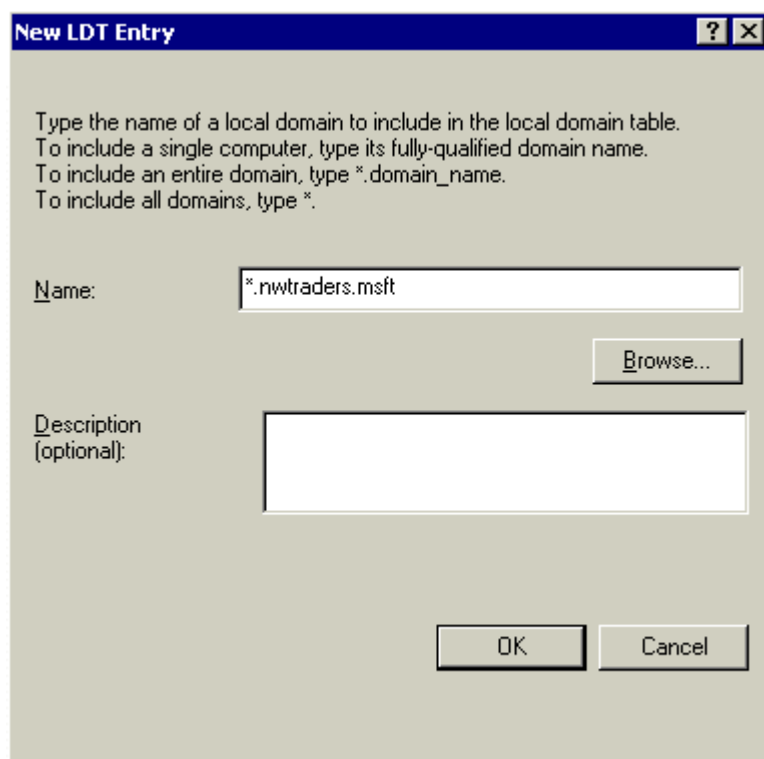 New LDT Entry
Type the name of a local domain to include in the local domain table.
To include a single computer, type its fully-qualified domain name.
To include an entire domain, type *.domain_name.
To include all domains, type *.
Name:
*.nwtraders.msft
Browse...
Description
(optional):
OK
Cancel